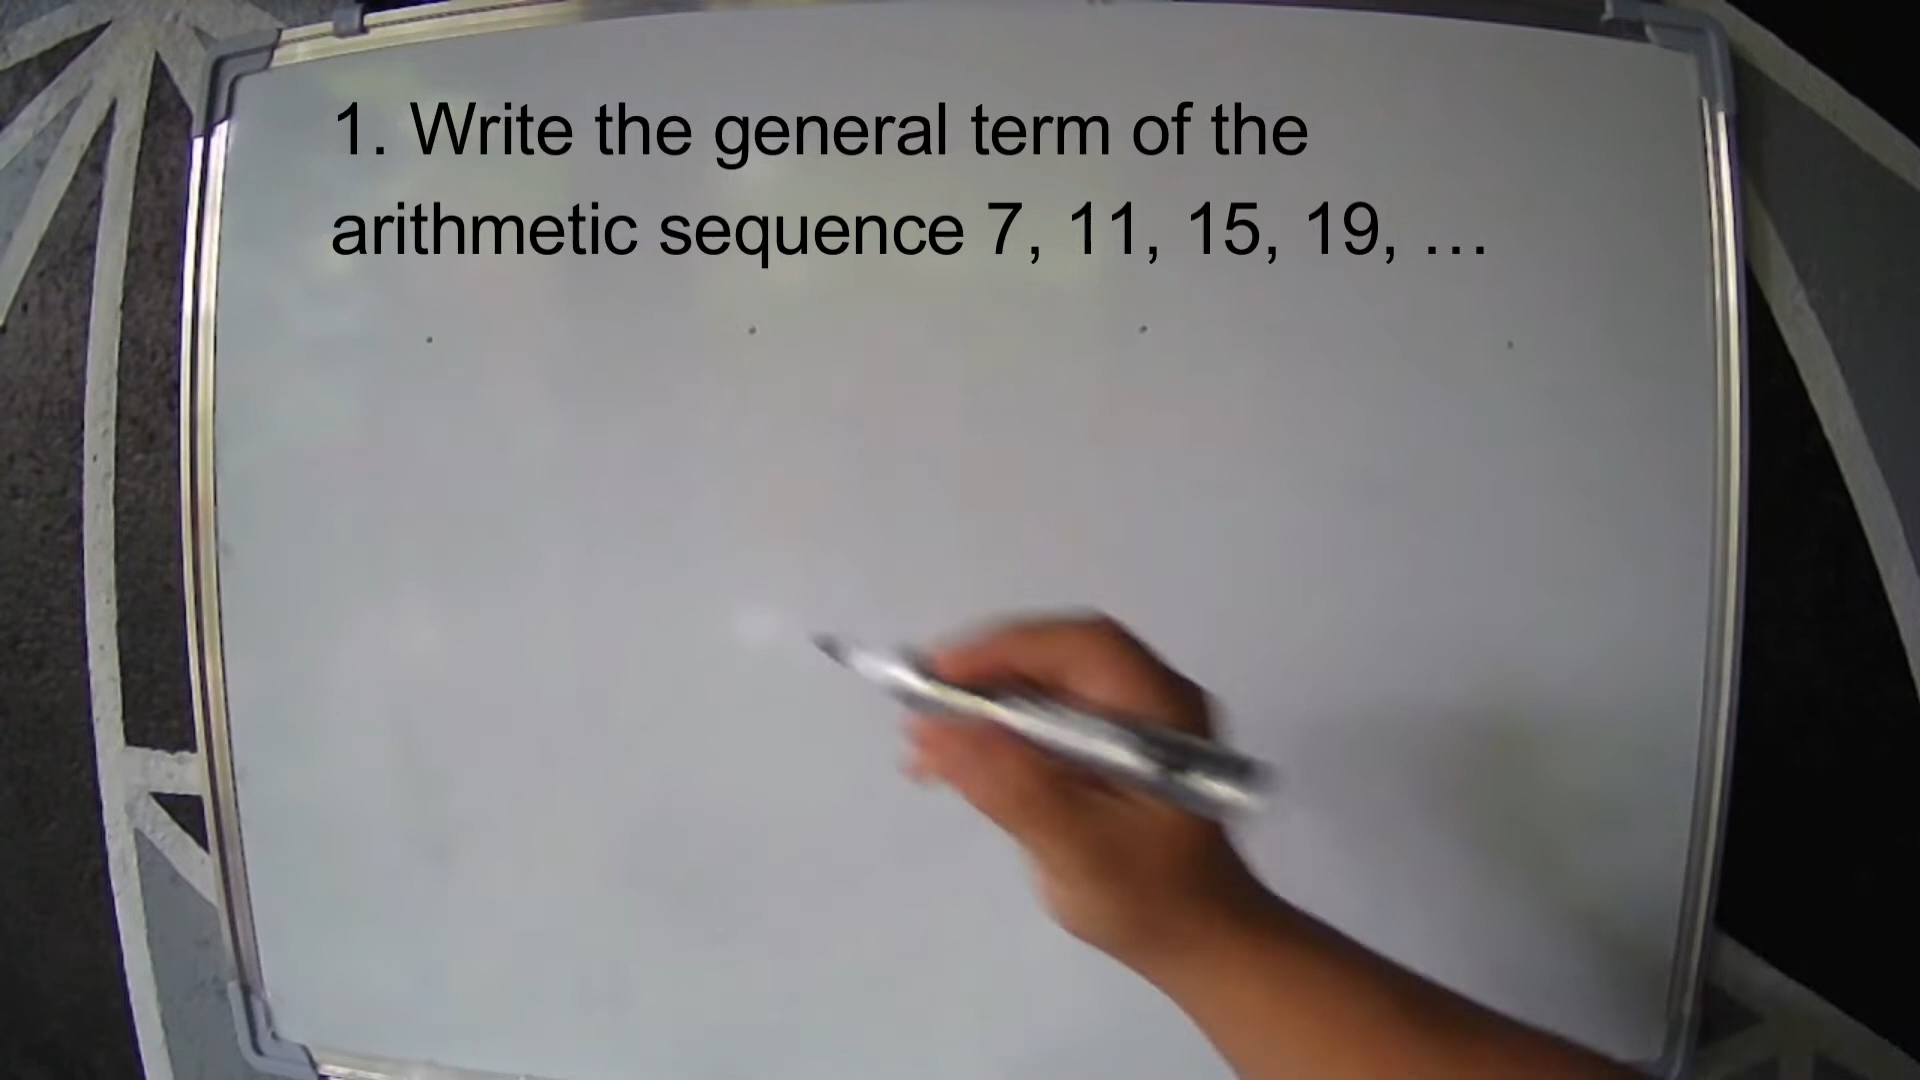 1. Write the general term of the
arithmetic sequence 7, 11, 15, 19, …